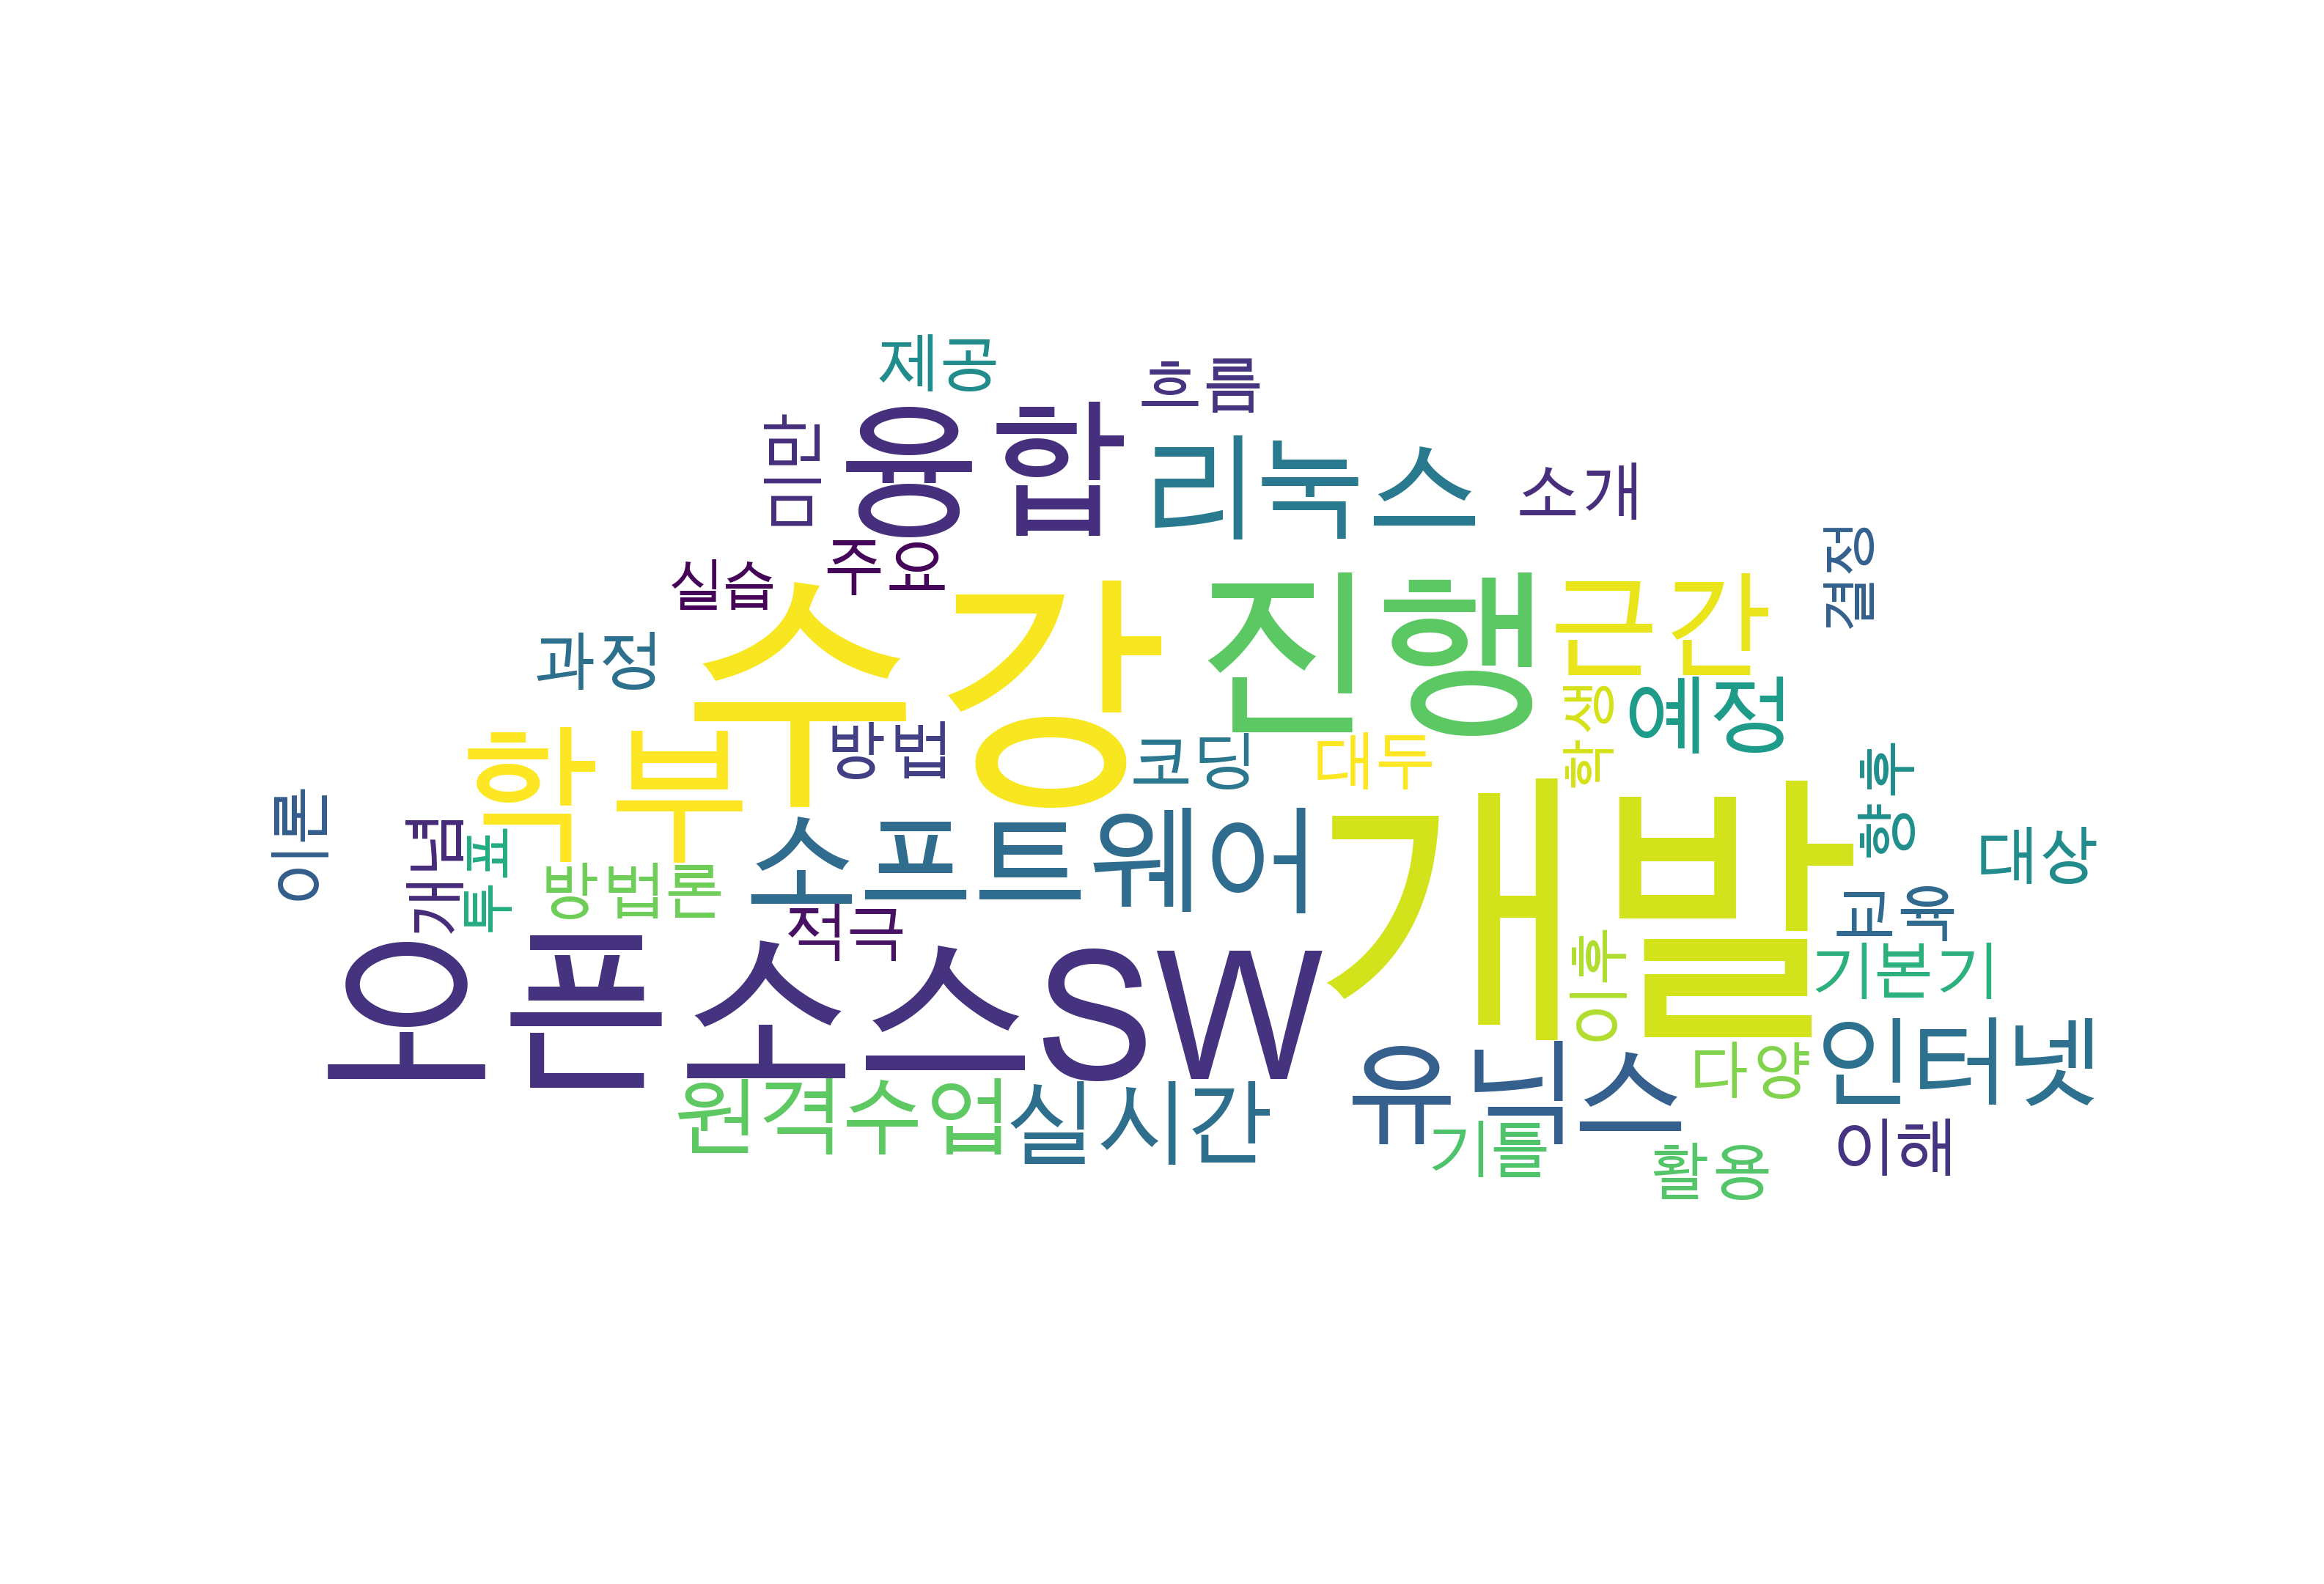 제공
흐름
미만
융합
리눅스
소개
결정
실습
주요
수강
진행
근간
과정
학생
예정
학부
방법
코딩
대두
향후
이론
개념
투표
방법론
소프트웨어
개발
대상
적극
교육
오픈소스SW
이하
기본기
원격수업
실시간
유닉스
다양
인터넷
기틀
활용
이해